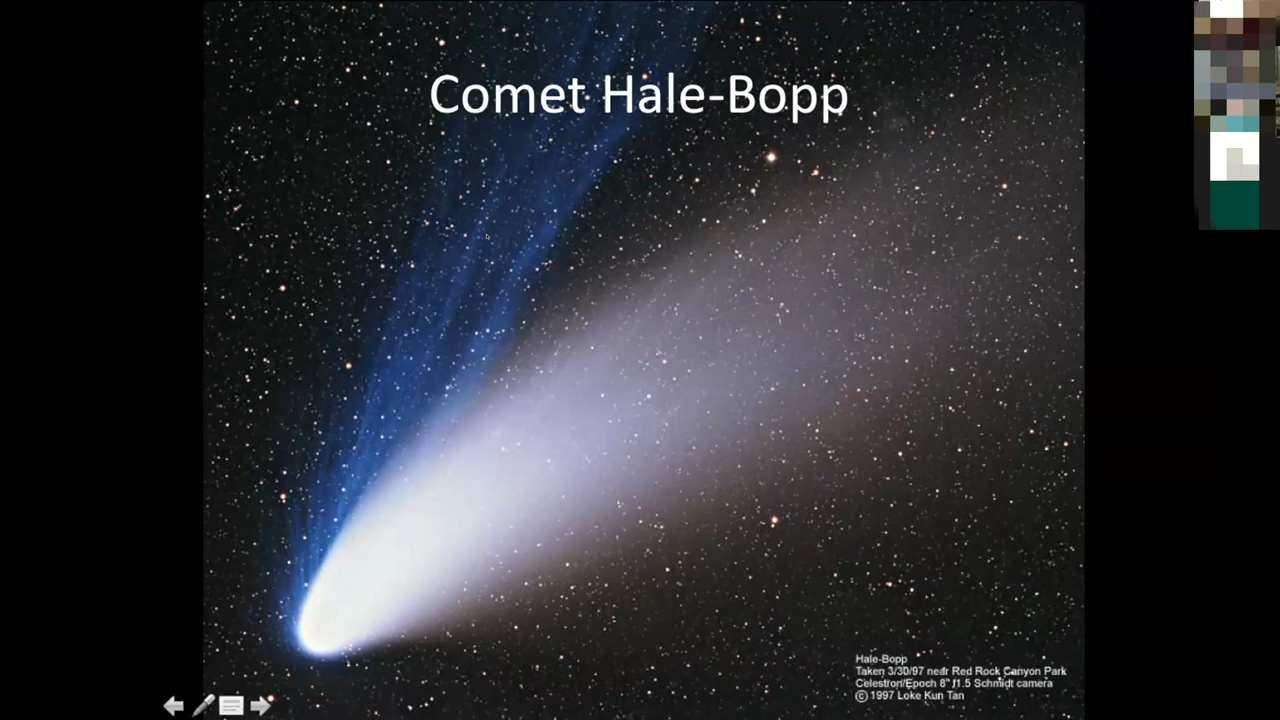 Comet Hale-Bopp
Hale-Bopp
Taken 3/30/97 near Red Rock Canyon Park
Celestron/Epoch 8" f1.5 Schmidt camera
© 1997 Loke Kun Tan